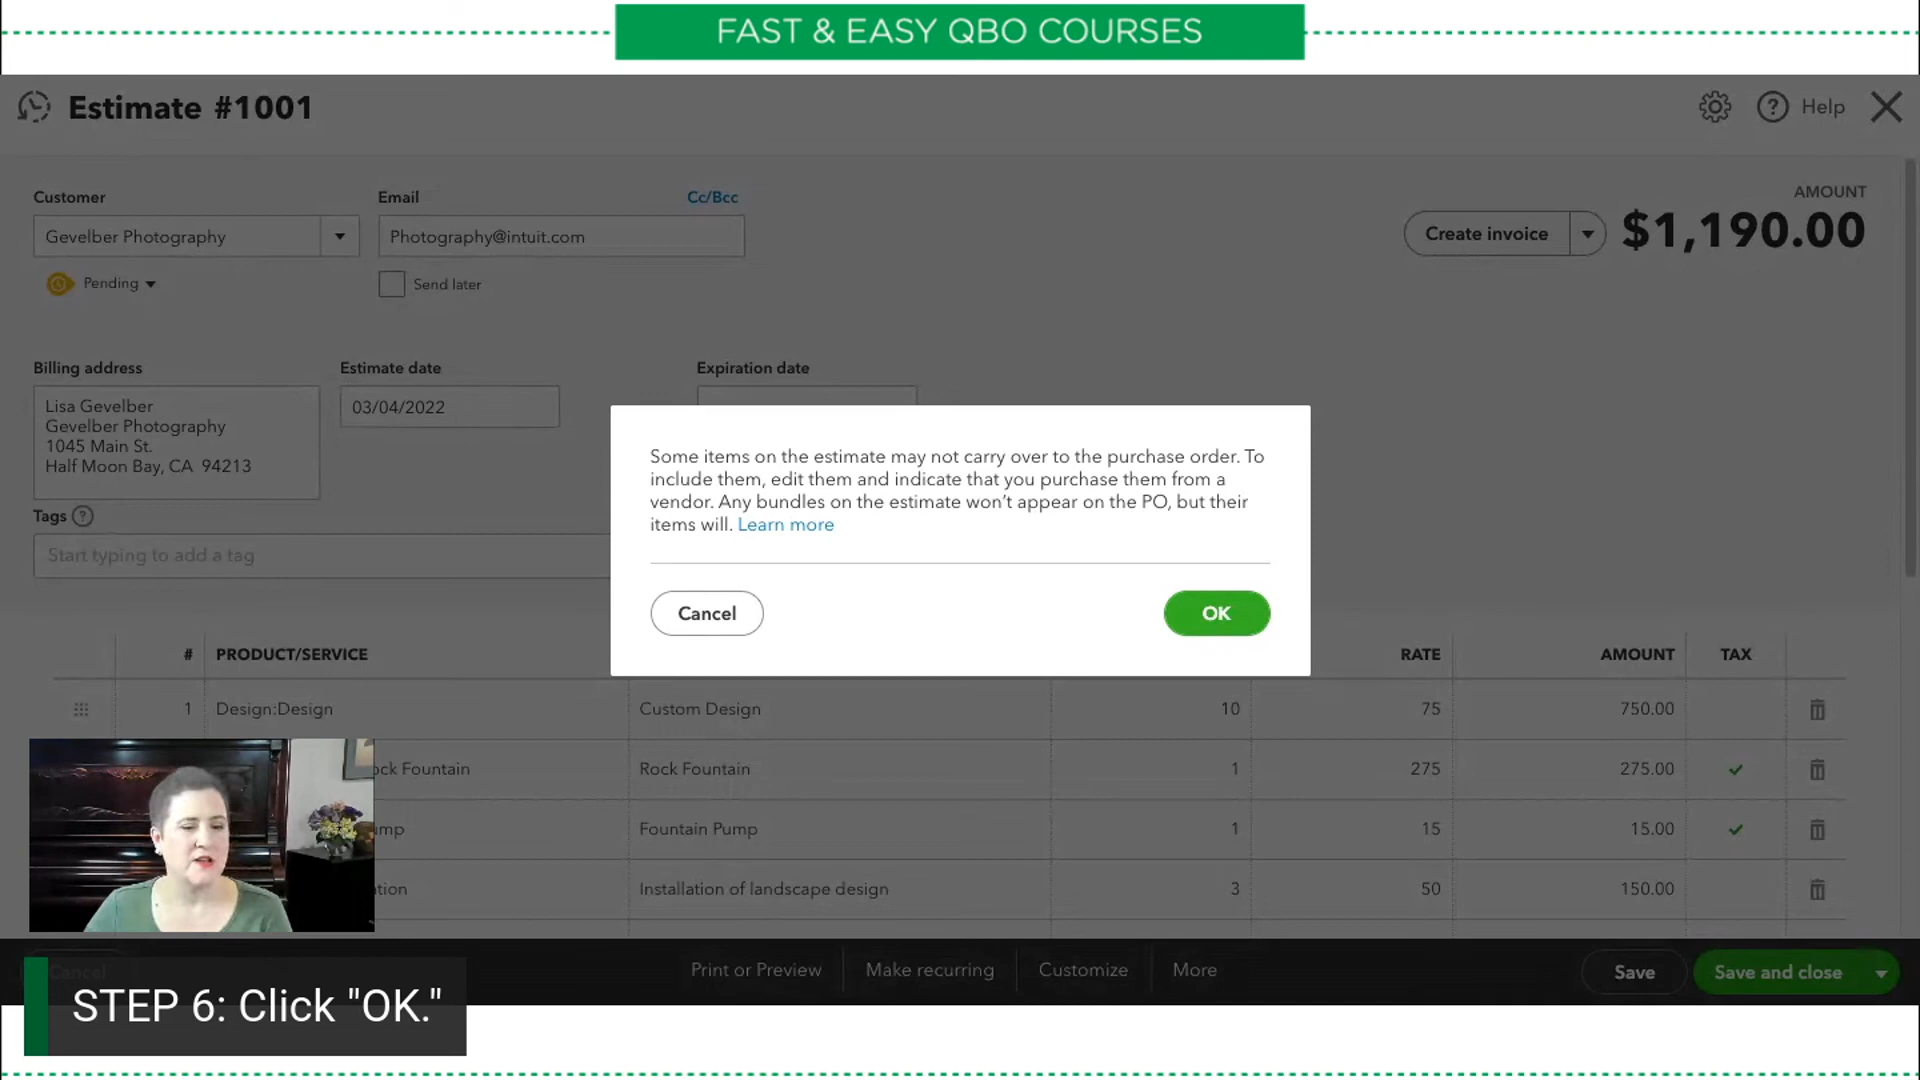 FAST & EASY QBO COURSES
Estimate #1001
Help
Customer
Email
Cc/Bcc
AMOUNT
Gevelber Photography
Photography@intuit.com
Create invoice
$1,190.00
Pending
Send later
Billing address
Estimate date
Expiration date
Lisa Gevelber
Gevelber Photography
1045 Main St.
Half Moon Bay, CA 94213
03/04/2022
Some items on the estimate may not carry over to the purchase order. To
include them, edit them and indicate that you purchase them from a
vendor. Any bundles on the estimate won't appear on the PO, but their
items will. Learn more
Tags
Start typing to add a tag
Cancel
OK
# PRODUCT/SERVICE RATE AMOUNT TAX
1 Design:Design Custom Design 10 75 750.00
ock Fountain Rock Fountain 1 275 275.00
mp Fountain Pump 1 15 15.00
tion Installation of landscape design 3 50 150.00
Cancel
Print or Preview
Make recurring
Customize
More
Save
Save and close
STEP 6: Click "OK."